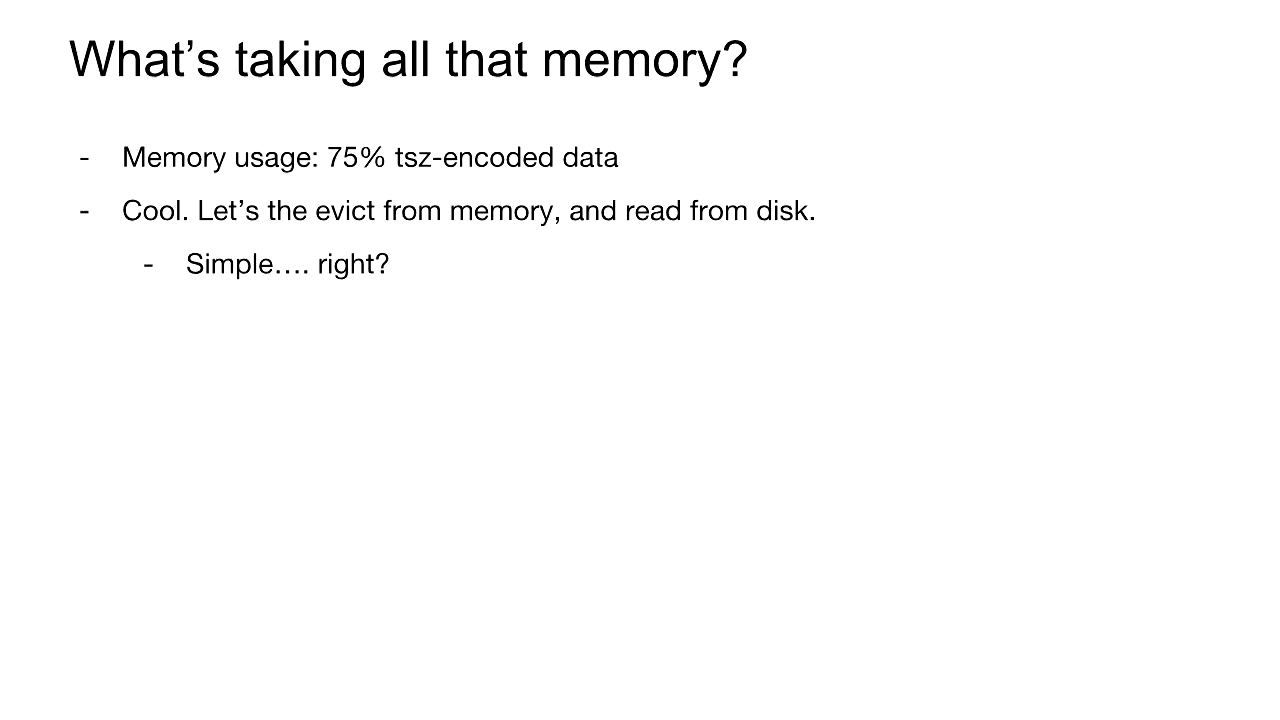 What’s taking all that memory?
- Memory usage: 75% tsz-encoded data
- Cool. Let’s the evict from memory, and read from disk.
- Simple…. right?